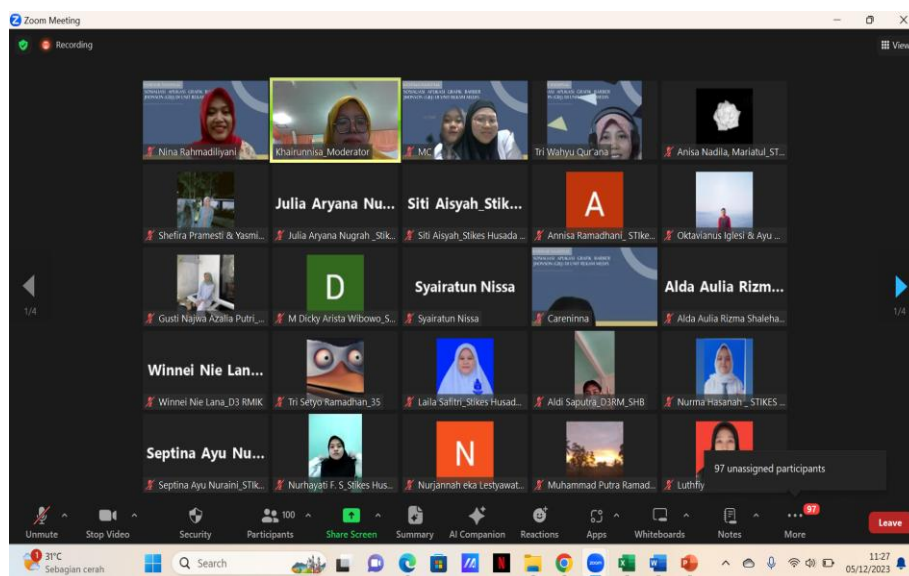 Zoom Meeting
Recording
View
Nina Rahmadiliyani
Khairunnisa_Moderator
MC
Tri Wahyu Qur'ana
Anisa Nadila, Mariatul_ST...
Shefira Pramesti & Yasmi...
Julia Aryana Nu...
Julia Aryana Nugrah _Stik...
Siti Aisyah_Stik...
Siti Aisyah_Stikes Husada ...
A
Annisa Ramadhani_ STIke...
Oktavianus Iglesi & Ayu ...
1/4
Gusti Najwa Azalia Putri_...
D
M Dicky Arista Wibowo_S...
Syairatun Nissa
Syairatun Nissa
Careninna
Alda Aulia Rizm...
Alda Aulia Rizma Shaleha...
1/4
Winnei Nie Lan...
Winnei Nie Lana_D3 RMIK
Tri Setyo Ramadhan_35
Laila Safitri_Stikes Husad...
Aldi Saputra_D3RM_SHB
Nurma Hasanah _ STIKES ...
Septina Ayu Nu...
Septina Ayu Nuraini_STIk...
Nurhayati F. S_Stikes Hus...
N
Nurjannah eka Lestyawat...
Muhammad Putra Ramad...
Luthfiy
97 unassigned participants
Unmute
Stop Video
Security
100
Participants
Share Screen
Summary
AI Companion
Reactions
Apps
Whiteboards
Notes
97
More
Leave
31°C
Sebagian cerah
Search
11:27
05/12/2023